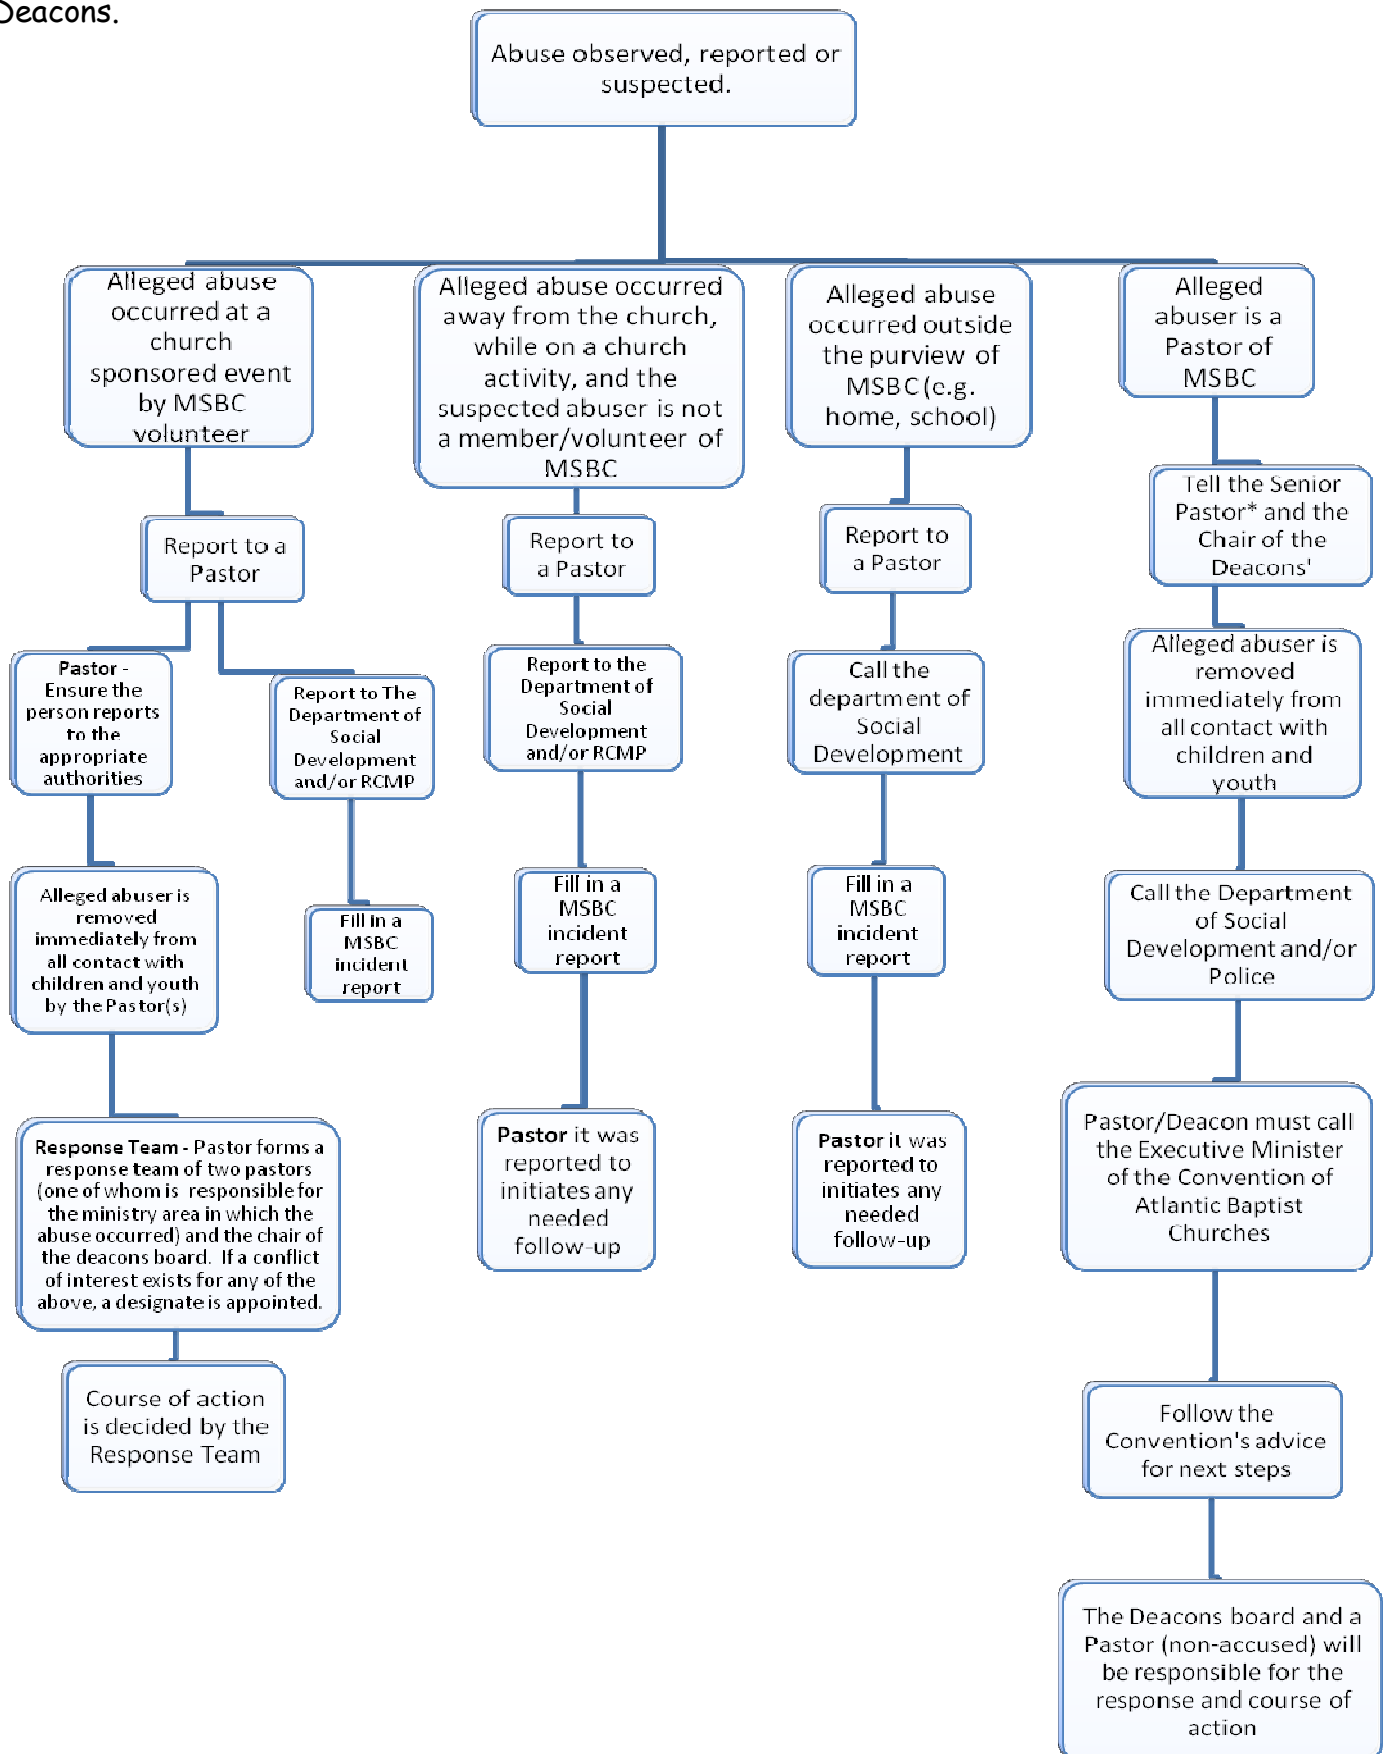 Deacons.
Abuse observed, reported or
suspected.
Alleged abuse
occurred at a
church
sponsored event
by MSBC
volunteer
Alleged abuse occurred
away from the church,
while on a church
activity, and the
suspected abuser is not
a member/volunteer of
MSBC
Alleged abuse
occurred outside
the purview of
MSBC (e.g.
home, school)
Alleged
abuser is a
Pastor of
MSBC
Report to a
Pastor
Report to
a Pastor
Report to
a Pastor
Tell the Senior
Pastor* and the
Chair of the
Deacons'
Pastor -
Ensure the
person reports
to the
appropriate
authorities
Report to The
Department of
Social
Development
and/or RCMP
Report to the
Department of
Social
Development
and/or RCMP
Call the
department of
Social
Development
Alleged abuser is
removed
immediately from
all contact with
children and
youth
Alleged abuser is
removed
immediately from
all contact with
children and youth
by the Pastor(s)
Fill in a
MSBC
incident
report
Fill in a
MSBC
incident
report
Fill in a
MSBC
incident
report
Call the Department
of Social
Development and/or
Police
Response Team - Pastor forms a
response team of two pastors
(one of whom is responsible for
the ministry area in which the
abuse occurred) and the chair of
the deacons board. If a conflict
of interest exists for any of the
above, a designate is appointed.
Pastor it was
reported to
initiates any
needed
follow-up
Pastor it was
reported to
initiates any
needed
follow-up
Pastor/Deacon must call
the Executive Minister
of the Convention of
Atlantic Baptist
Churches
Course of action
is decided by the
Response Team
Follow the
Convention's advice
for next steps
The Deacons board and a
Pastor (non-accused) will
be responsible for the
response and course of
action